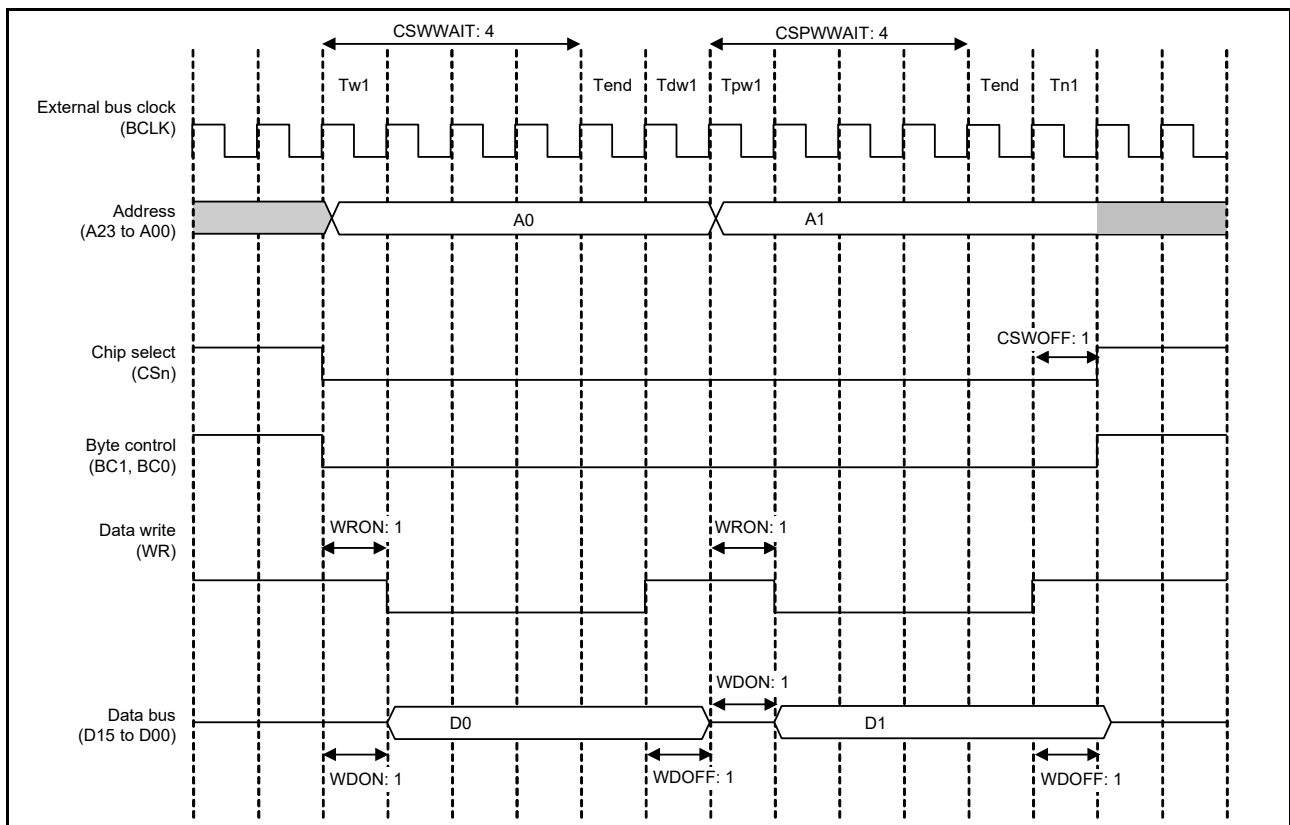 CSWWAIT: 4
CSPWWAIT: 4
Tw1
Tend
Tdw1
Tpw1
Tend
Tn1
External bus clock
(BCLK)
Address
(A23 to A00)
A0
A1
Chip select
(CSn)
CSWOFF: 1
Byte control
(BC1, BC0)
Data write
(WR)
WRON: 1
WRON: 1
Data bus
(D15 to D00)
D0
WDON: 1
D1
WDON: 1
WDOFF: 1
WDOFF: 1